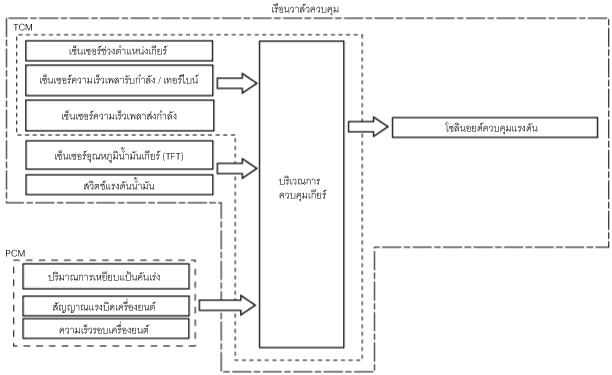 เรือนวาล์วควบคุม
TCM
เซ็นเซอร์ช่วงตำแหน่งเกียร์
เซ็นเซอร์ความเร็วเพลารับกำลัง / เทอร์ไบน์
เซ็นเซอร์ความเร็วเพลาส่งกำลัง
เซ็นเซอร์อุณหภูมิน้ำมันเกียร์ (TFT)
สวิตช์แรงดันน้ำมัน
บริเวณการ
ควบคุมเกียร์
โซลินอยด์ควบคุมแรงดัน
PCM
ปริมาณการเหยียบแป้นคันเร่ง
สัญญาณแรงบิดเครื่องยนต์
ความเร็วรอบเครื่องยนต์